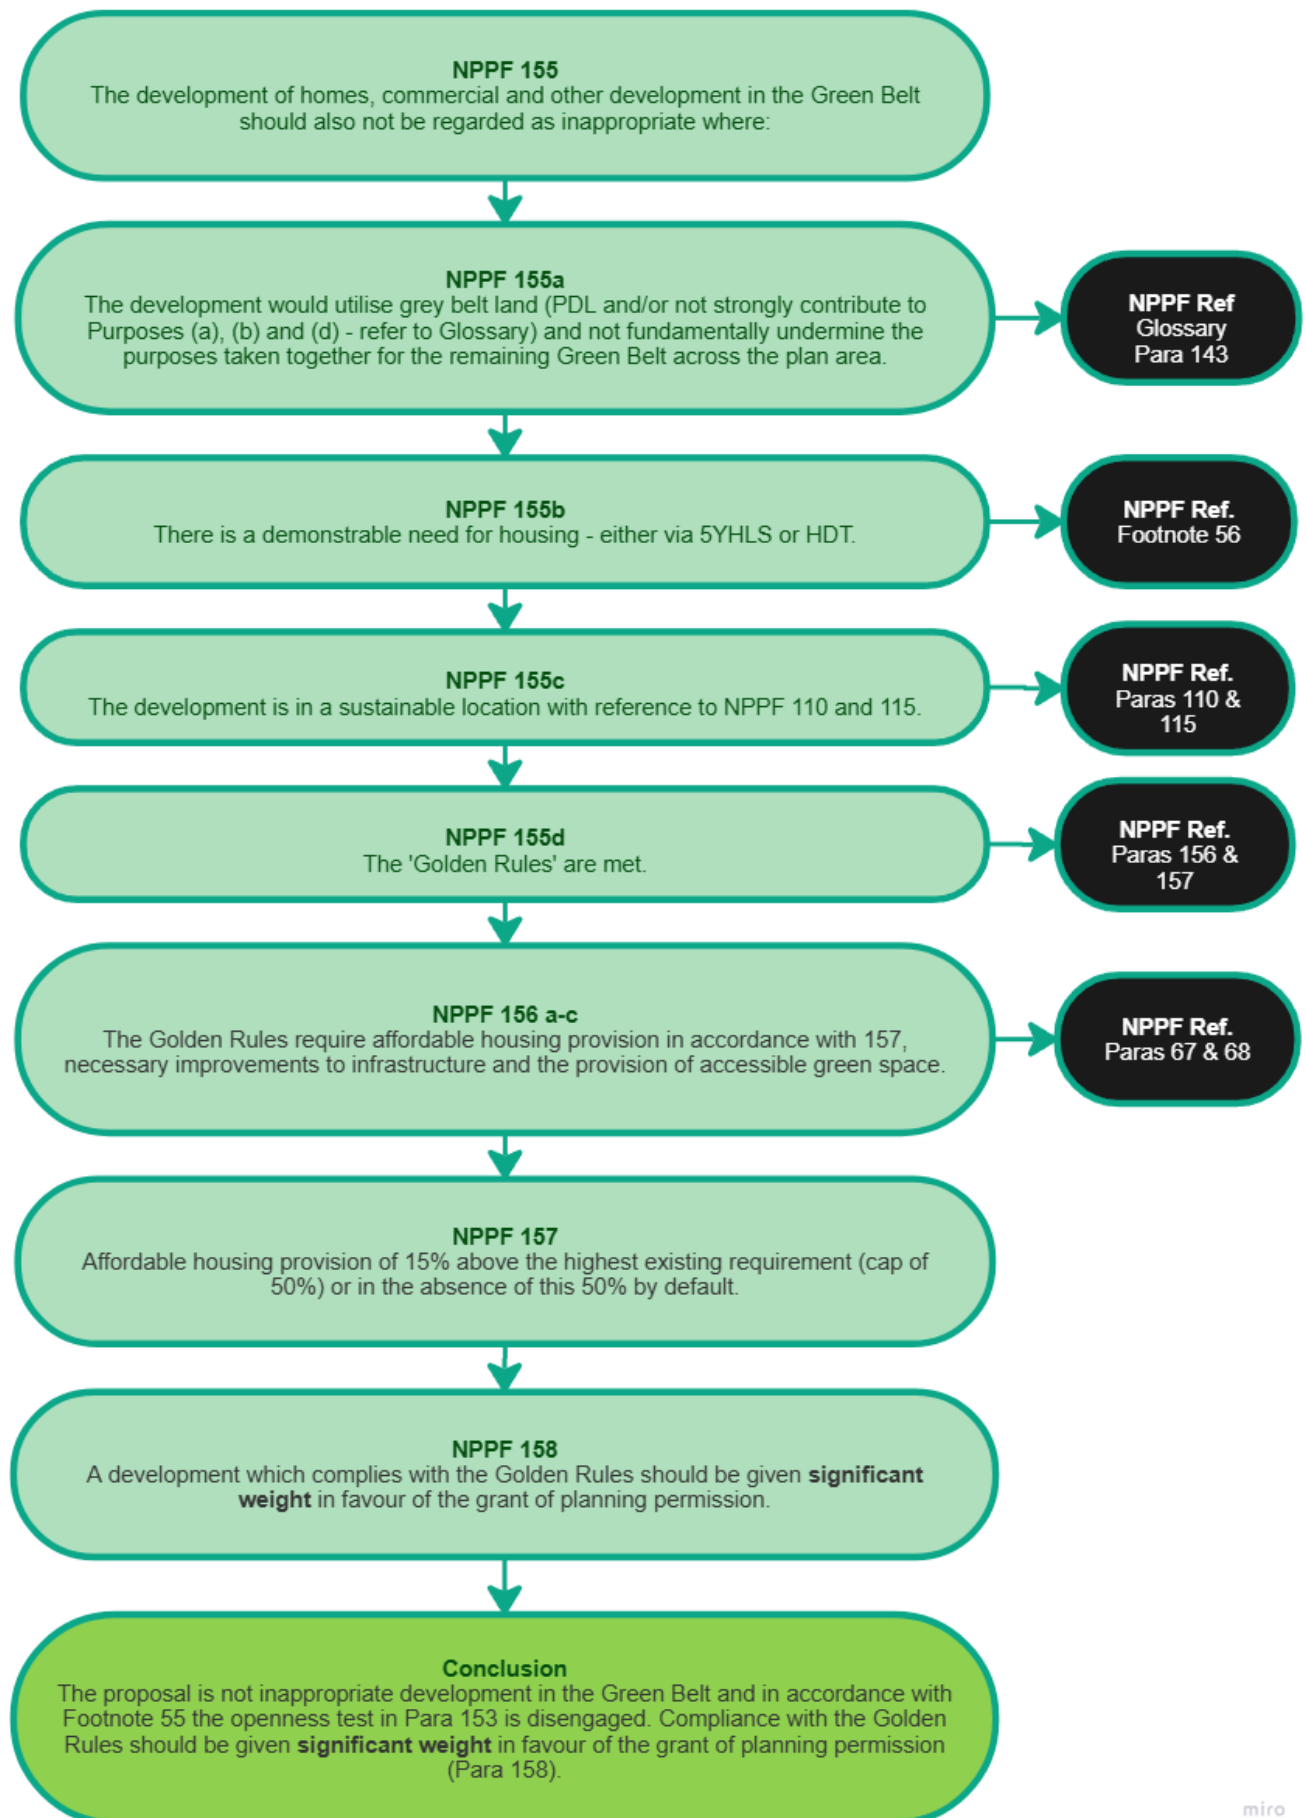 NPPF 155
The development of homes, commercial and other development in the Green Belt
should also not be regarded as inappropriate where:
NPPF 155a
The development would utilise grey belt land (PDL and/or not strongly contribute to
Purposes (a), (b) and (d) - refer to Glossary) and not fundamentally undermine the
purposes taken together for the remaining Green Belt across the plan area.
NPPF Ref
Glossary
Para 143
NPPF 155b
There is a demonstrable need for housing - either via 5YHLS or HDT.
NPPF Ref.
Footnote 56
NPPF 155c
The development is in a sustainable location with reference to NPPF 110 and 115.
NPPF Ref.
Paras 110 &
115
NPPF 155d
The 'Golden Rules' are met.
NPPF Ref.
Paras 156 &
157
NPPF 156 a-c
The Golden Rules require affordable housing provision in accordance with 157,
necessary improvements to infrastructure and the provision of accessible green space.
NPPF Ref.
Paras 67 & 68
NPPF 157
Affordable housing provision of 15% above the highest existing requirement (cap of
50%) or in the absence of this 50% by default.
NPPF 158
A development which complies with the Golden Rules should be given significant
weight in favour of the grant of planning permission.
Conclusion
The proposal is not inappropriate development in the Green Belt and in accordance with
Footnote 55 the openness test in Para 153 is disengaged. Compliance with the Golden
Rules should be given significant weight in favour of the grant of planning permission
(Para 158).
miro